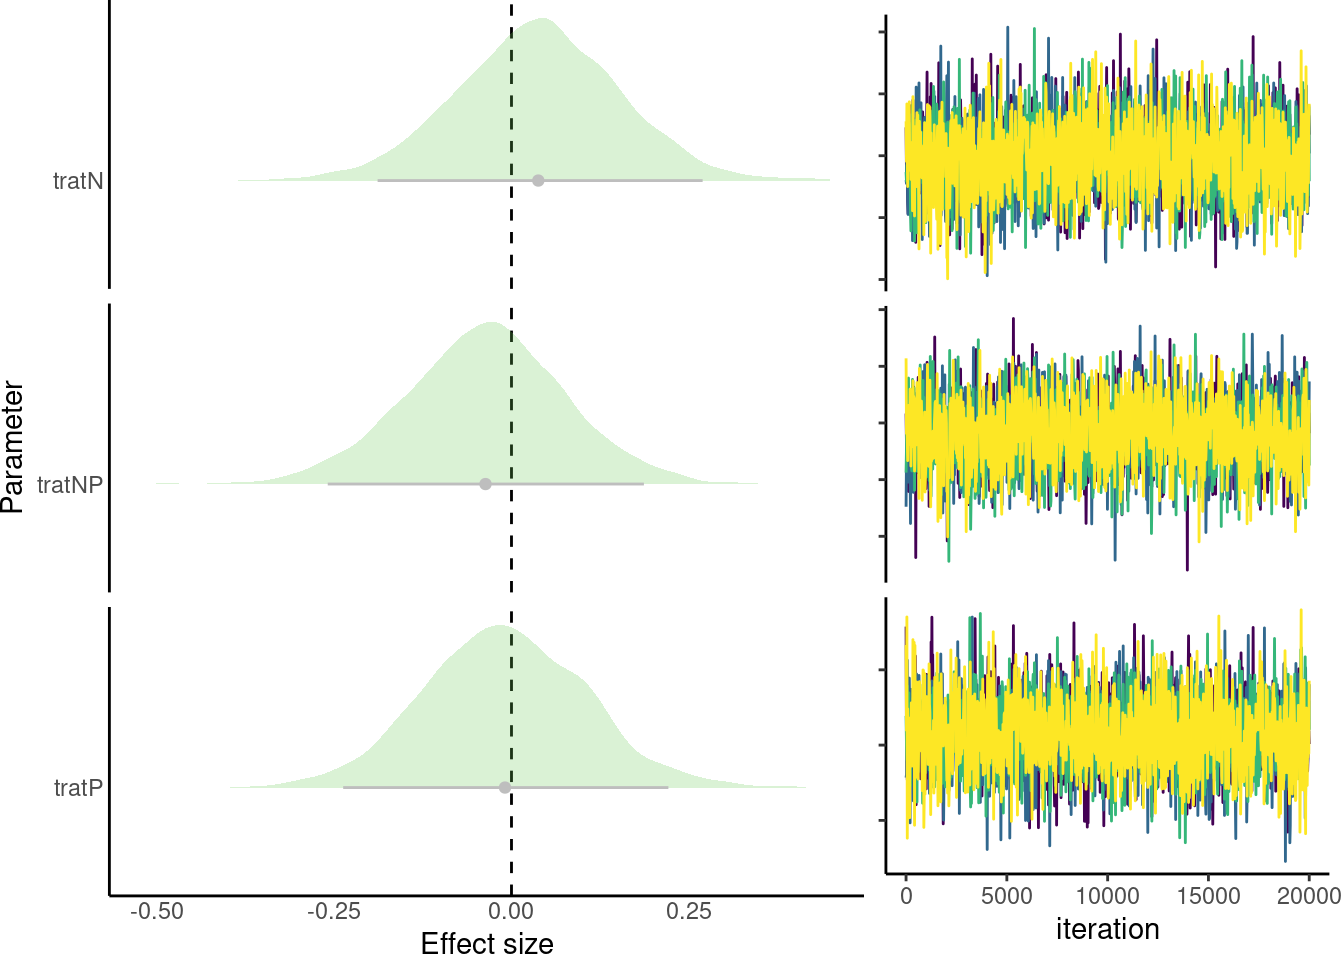 Parameter
tratN
tratNP
tratP
-0.50 -0.25 0.00 0.25
Effect size
0 5000 10000 15000 20000
iteration